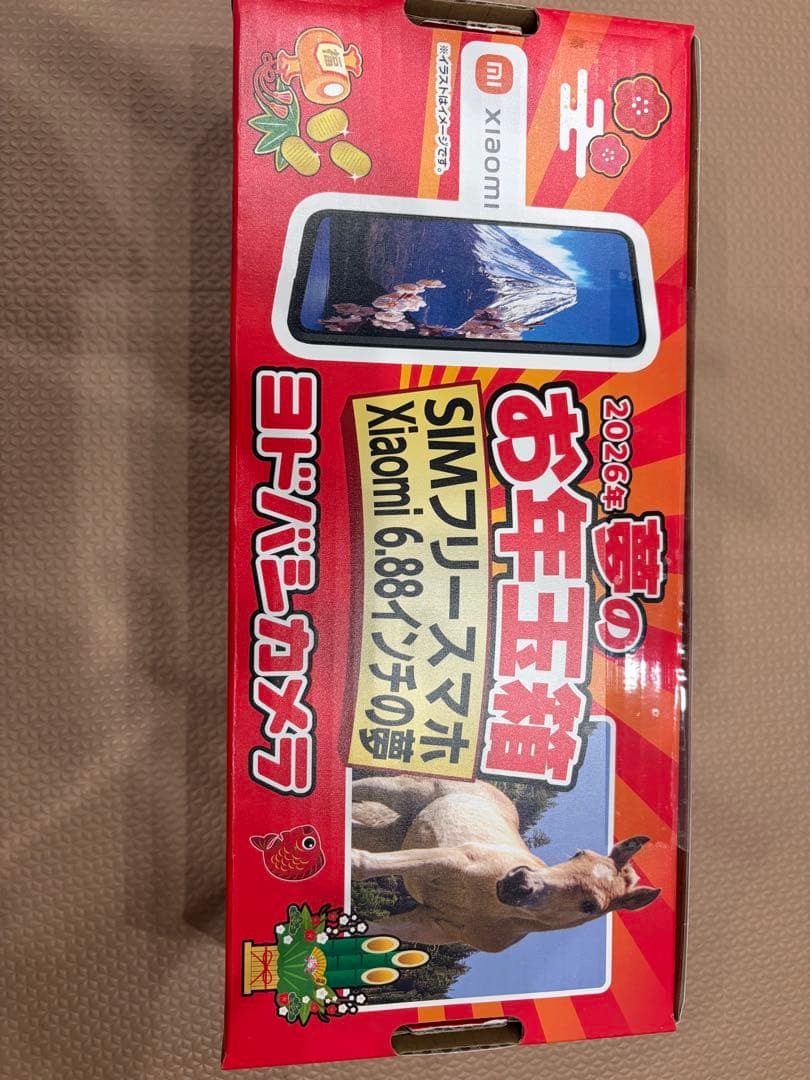 xiaomi
※イラストはイメージです。
福
2026年 夢の
お年玉箱
SIMフリースマホ
Xiaomi 6.88インチの夢
ヨドバシカメラ